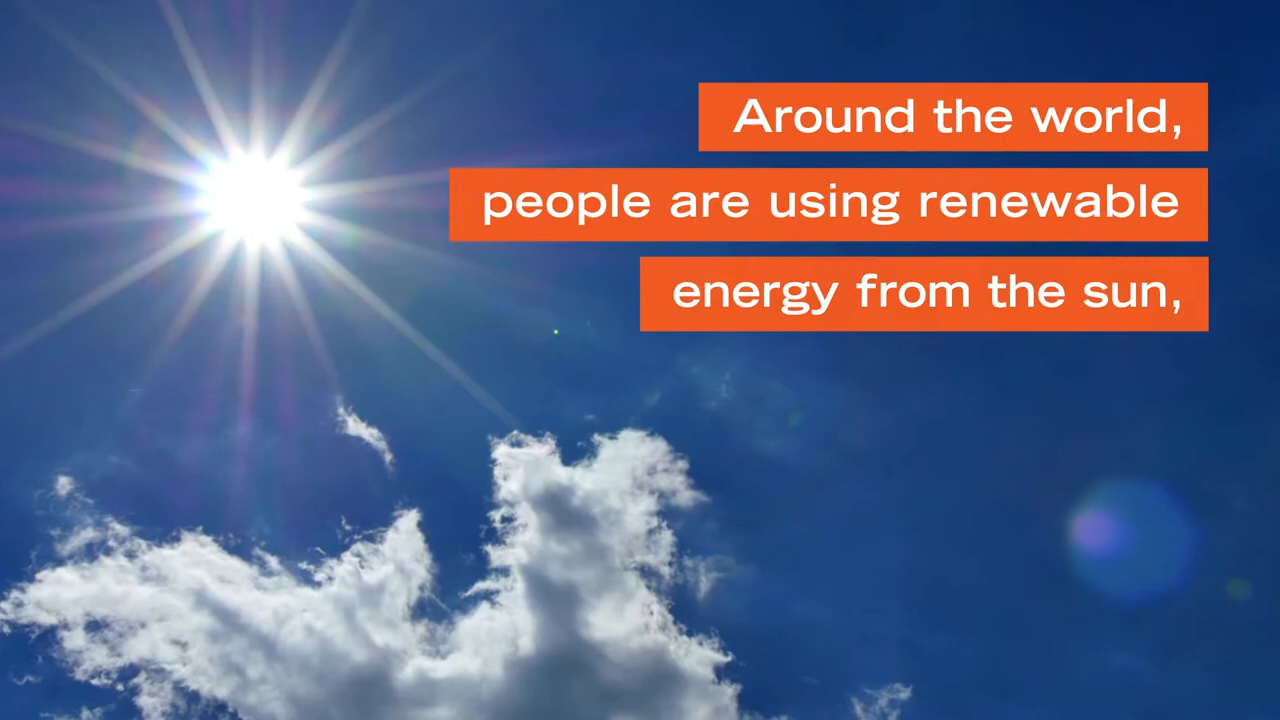 Around the world,
people are using renewable
energy from the sun,